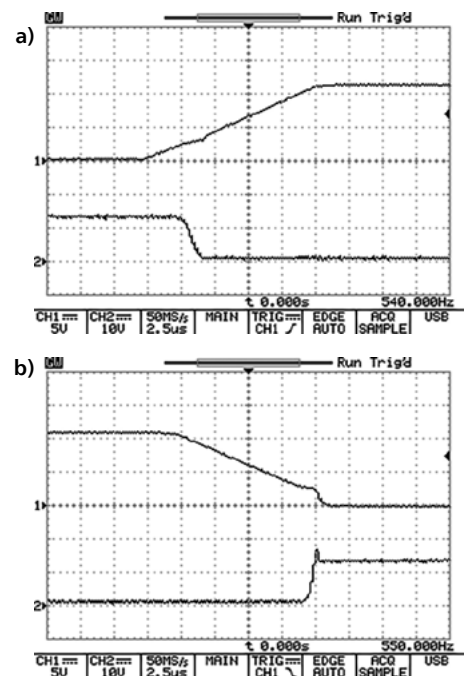 GW Run Trig'd
a)
1
2
t 0.000s 540.000Hz
CH1 CH2 50MS/s MAIN TRIG EDGE ACQ USB
5V 10V 2.5us CH1 AUTO SAMPLE
GW Run Trig'd
b)
1
2
t 0.000s 550.000Hz
CH1 CH2 50MS/s MAIN TRIG EDGE ACQ USB
5V 10V 2.5us CH1 AUTO SAMPLE